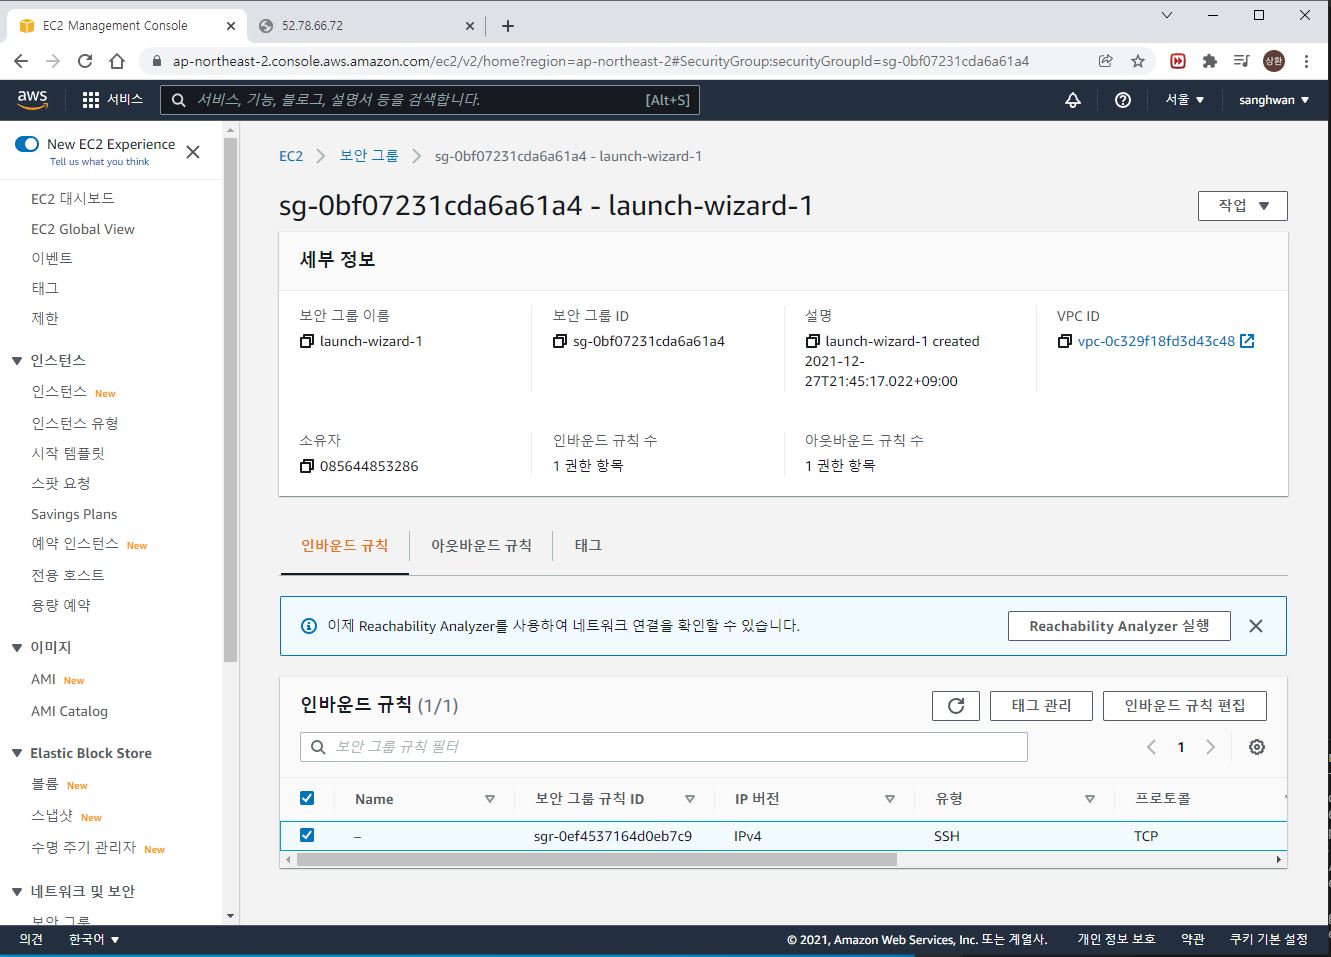 EC2 Management Console
52.78.66.72
ap-northeast-2.console.aws.amazon.com/ec2/v2/home?region=ap-northeast-2#SecurityGroup:securityGroupId=sg-0bf07231cda6a61a4
상환
aws
서비스
서비스, 기능, 블로그, 설명서 등을 검색합니다.
[Alt+S]
서울
sanghwan
New EC2 Experience
Tell us what you think
EC2 대시보드
EC2 Global View
이벤트
태그
제한
인스턴스
인스턴스 New
인스턴스 유형
시작 템플릿
스팟 요청
Savings Plans
예약 인스턴스 New
전용 호스트
용량 예약
이미지
AMI New
AMI Catalog
Elastic Block Store
볼륨 New
스냅샷 New
수명 주기 관리자 New
네트워크 및 보안
보안 그룹
EC2 > 보안 그룹 > sg-0bf07231cda6a61a4 - launch-wizard-1
sg-0bf07231cda6a61a4 - launch-wizard-1
작업
세부 정보
보안 그룹 이름
launch-wizard-1
보안 그룹 ID
sg-0bf07231cda6a61a4
설명
launch-wizard-1 created
2021-12-
27T21:45:17.022+09:00
VPC ID
vpc-0c329f18fd3d43c48
소유자
085644853286
인바운드 규칙 수
1 권한 항목
아웃바운드 규칙 수
1 권한 항목
인바운드 규칙
아웃바운드 규칙
태그
이제 Reachability Analyzer를 사용하여 네트워크 연결을 확인할 수 있습니다.
Reachability Analyzer 실행
인바운드 규칙 (1/1)
태그 관리
인바운드 규칙 편집
보안 그룹 규칙 필터
1
Name 보안 그룹 규칙 ID IP 버전 유형 프로토콜
– sgr-0ef4537164d0eb7c9 IPv4 SSH TCP
의견
한국어
© 2021, Amazon Web Services, Inc. 또는 계열사.
개인 정보 보호
약관
쿠키 기본 설정